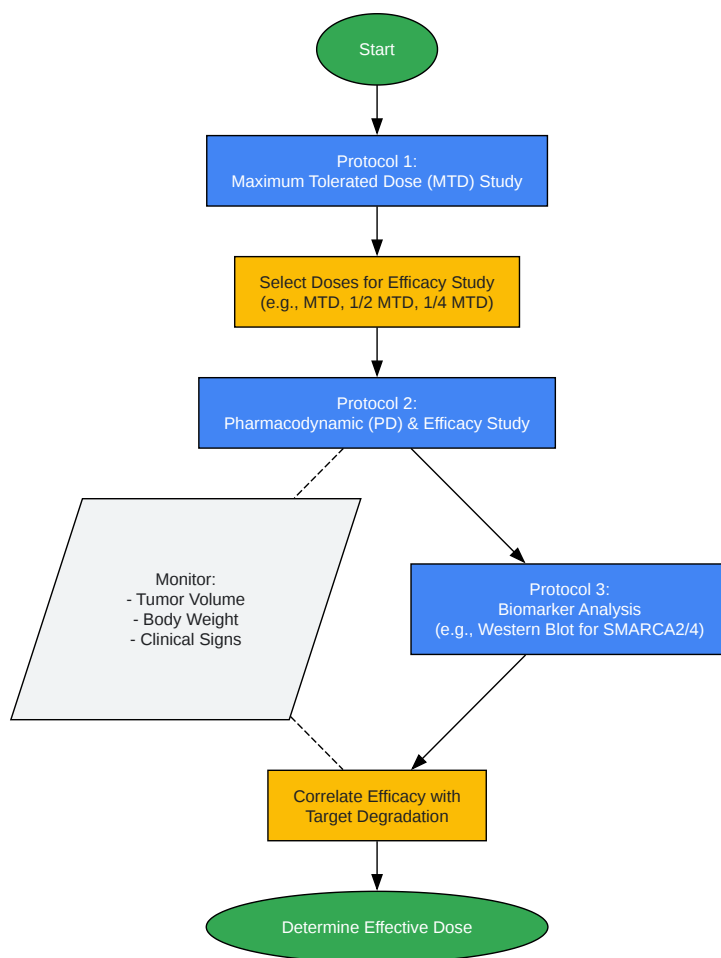 Start
Protocol 1:
Maximum Tolerated Dose (MTD) Study
Select Doses for Efficacy Study
(e.g., MTD, 1/2 MTD, 1/4 MTD)
Protocol 2:
Pharmacodynamic (PD) & Efficacy Study
Monitor:
- Tumor Volume
- Body Weight
- Clinical Signs
Protocol 3:
Biomarker Analysis
(e.g., Western Blot for SMARCA2/4)
Correlate Efficacy with
Target Degradation
Determine Effective Dose